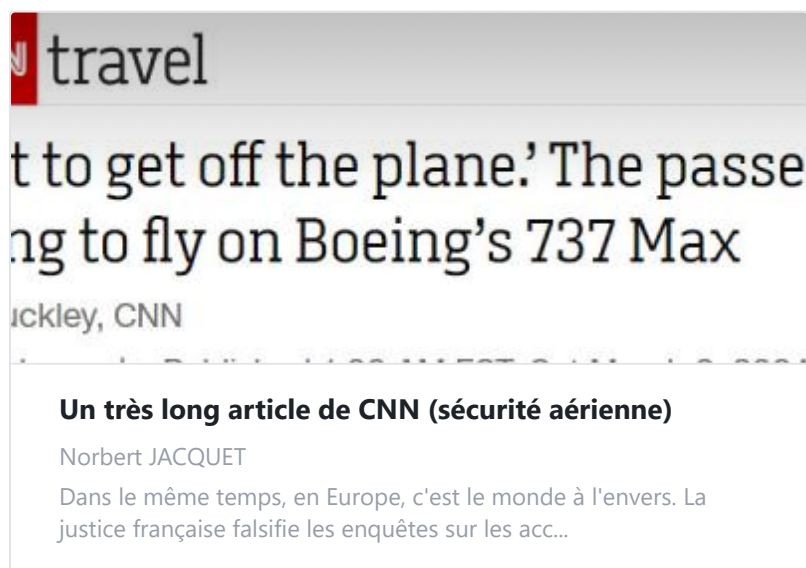 travel
t to get off the plane.’ The passe
ng to fly on Boeing’s 737 Max
uckley, CNN
Un très long article de CNN (sécurité aérienne)
Norbert JACQUET
Dans le même temps, en Europe, c'est le monde à l'envers. La
justice française falsifie les enquêtes sur les acc...